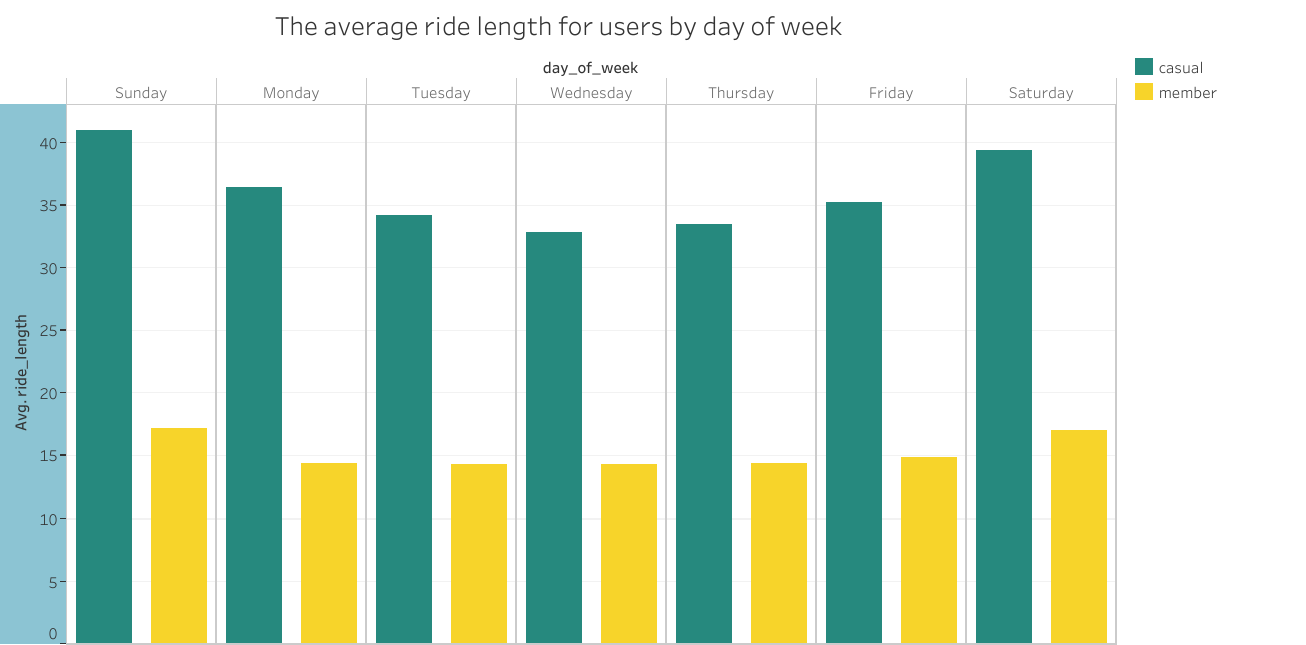 The average ride length for users by day of week
day_of_week
Sunday Monday Tuesday Wednesday Thursday Friday Saturday
casual
member
Avg. ride_length
40
35
30
25
20
15
10
5
0